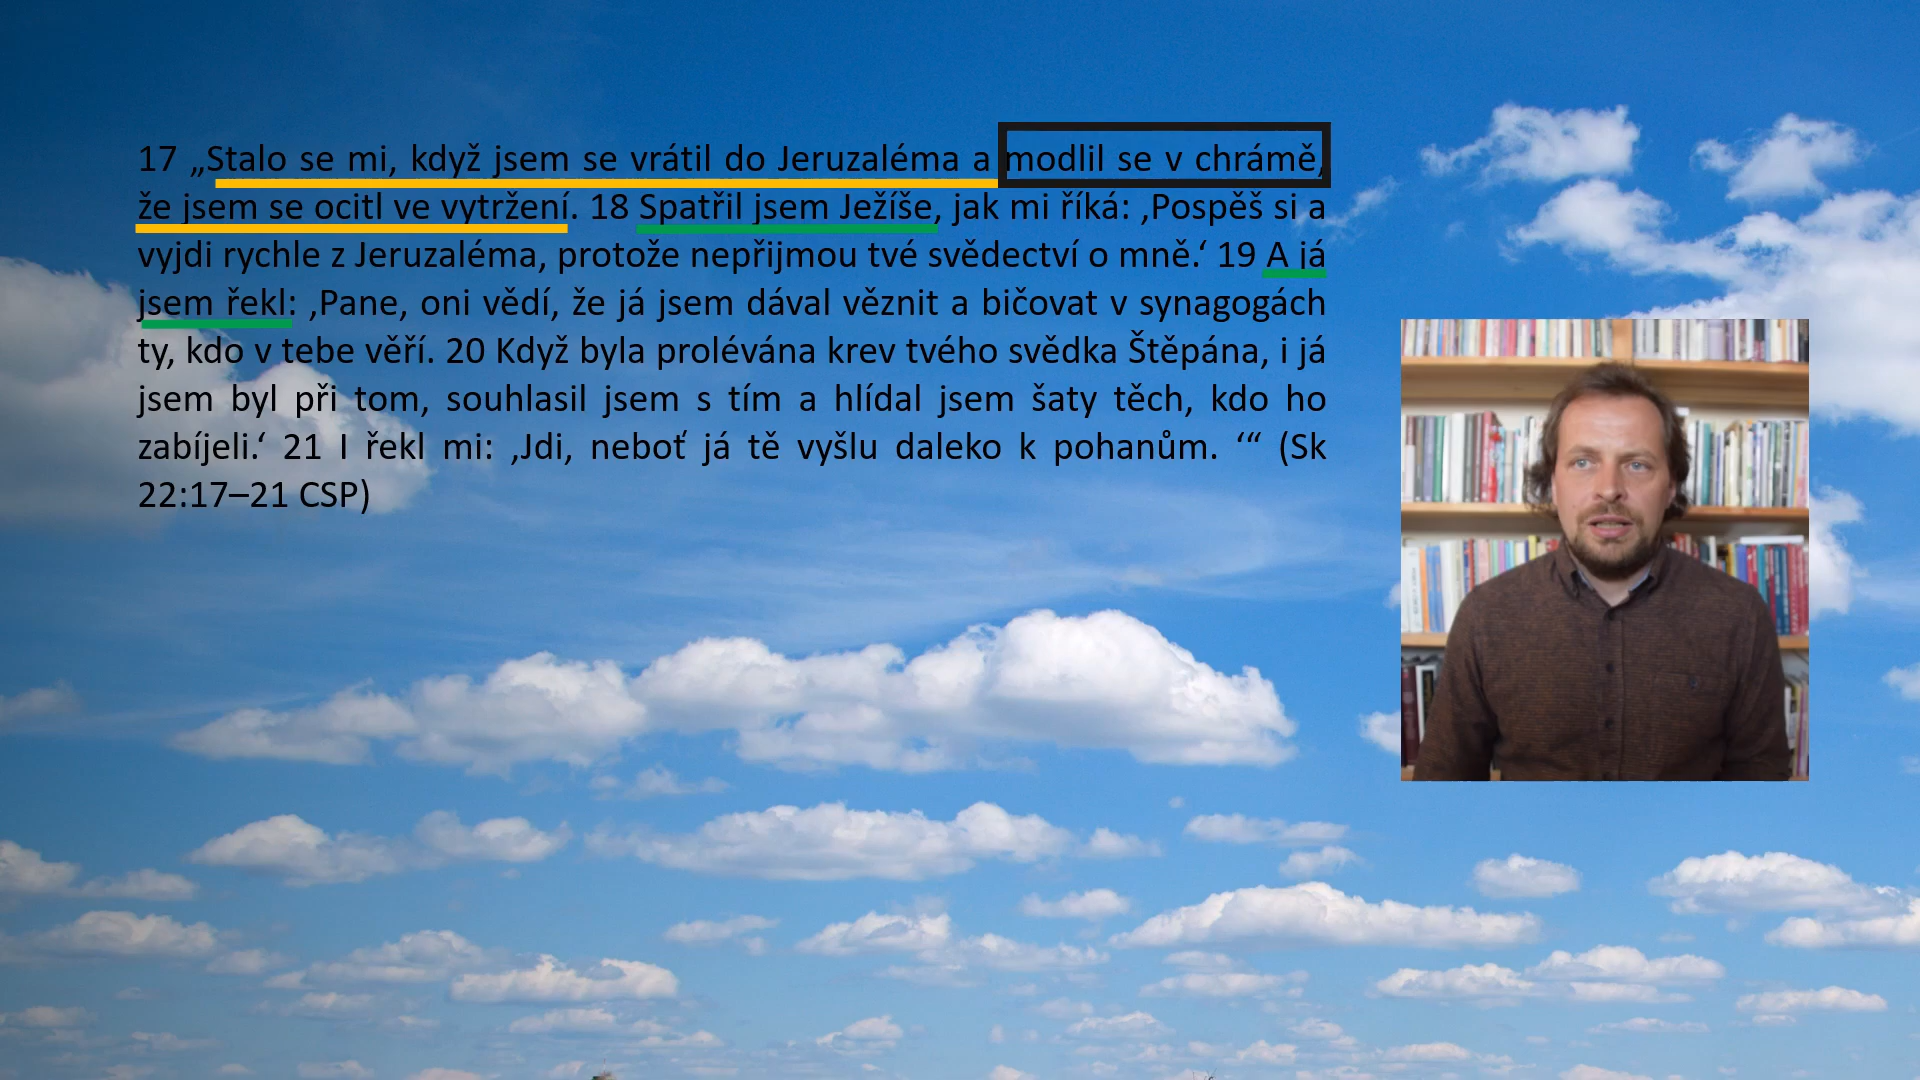 17 „Stalo se mi, když jsem se vrátil do Jeruzaléma a modlil se v chrámě,
že jsem se ocitl ve vytržení. 18 Spatřil jsem Ježíše, jak mi říká: ‚Pospěš si a
vyjdi rychle z Jeruzaléma, protože nepřijmou tvé svědectví o mně.‘ 19 A já
jsem řekl: ‚Pane, oni vědí, že já jsem dával věznit a bičovat v synagogách
ty, kdo v tebe věří. 20 Když byla prolévána krev tvého svědka Štěpána, i já
jsem byl při tom, souhlasil jsem s tím a hlídal jsem šaty těch, kdo ho
zabíjeli.‘ 21 I řekl mi: ‚Jdi, neboť já tě vyšlu daleko k pohanům. ‘“ (Sk
22:17–21 CSP)